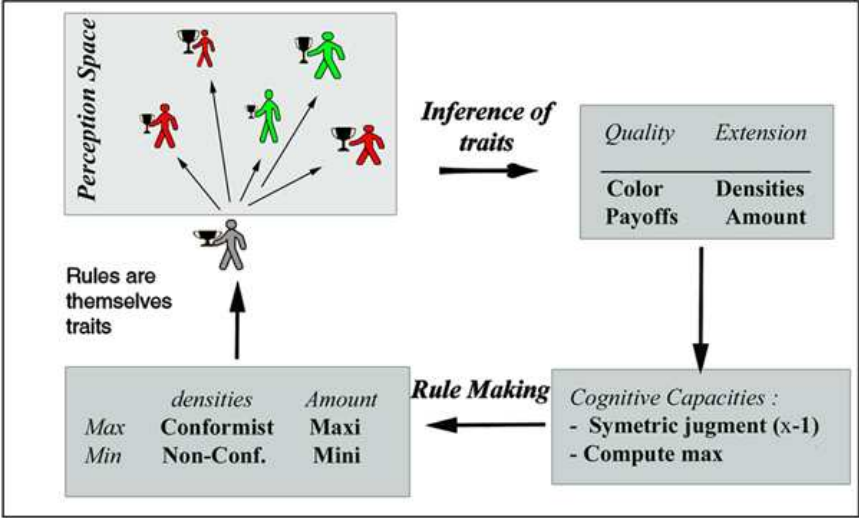 Perception Space
Inference of
traits
Quality Extension
Color Densities
Payoffs Amount
Rules are
themselves
traits
densities Amount
Max Conformist Maxi
Min Non-Conf. Mini
Rule Making
Cognitive Capacities :
- Symetric jugment (x-1)
- Compute max